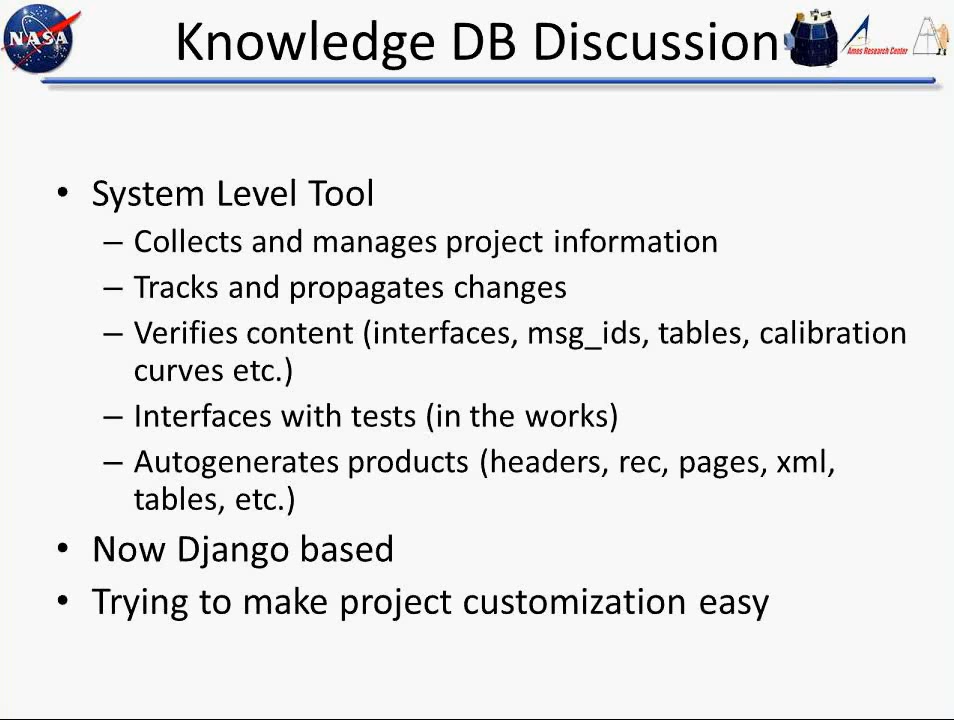 NASA
Knowledge DB Discussion
Ames Research Center
• System Level Tool
– Collects and manages project information
– Tracks and propagates changes
– Verifies content (interfaces, msg_ids, tables, calibration
curves etc.)
– Interfaces with tests (in the works)
– Autogenerates products (headers, rec, pages, xml,
tables, etc.)
• Now Django based
• Trying to make project customization easy